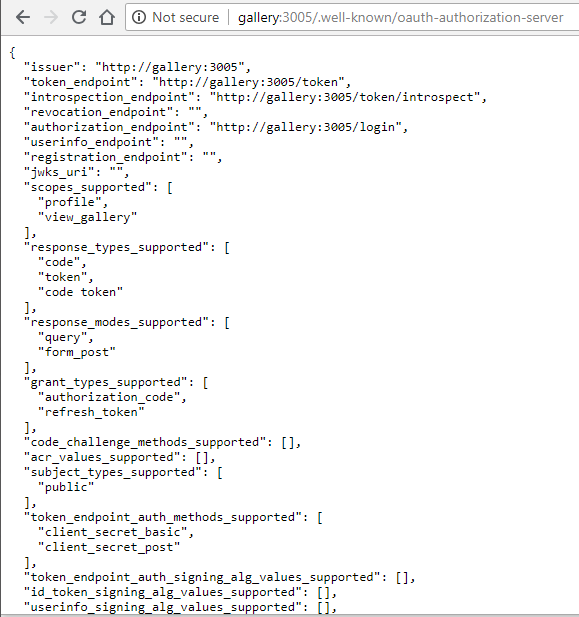 Not secure | gallery:3005/.well-known/oauth-authorization-server
{
  "issuer": "http://gallery:3005",
  "token_endpoint": "http://gallery:3005/token",
  "introspection_endpoint": "http://gallery:3005/token/introspect",
  "revocation_endpoint": "",
  "authorization_endpoint": "http://gallery:3005/login",
  "userinfo_endpoint": "",
  "registration_endpoint": "",
  "jwks_uri": "",
  "scopes_supported": [
    "profile",
    "view_gallery"
  ],
  "response_types_supported": [
    "code",
    "token",
    "code token"
  ],
  "response_modes_supported": [
    "query",
    "form_post"
  ],
  "grant_types_supported": [
    "authorization_code",
    "refresh_token"
  ],
  "code_challenge_methods_supported": [],
  "acr_values_supported": [],
  "subject_types_supported": [
    "public"
  ],
  "token_endpoint_auth_methods_supported": [
    "client_secret_basic",
    "client_secret_post"
  ],
  "token_endpoint_auth_signing_alg_values_supported": [],
  "id_token_signing_alg_values_supported": [],
  "userinfo_signing_alg_values_supported": [],